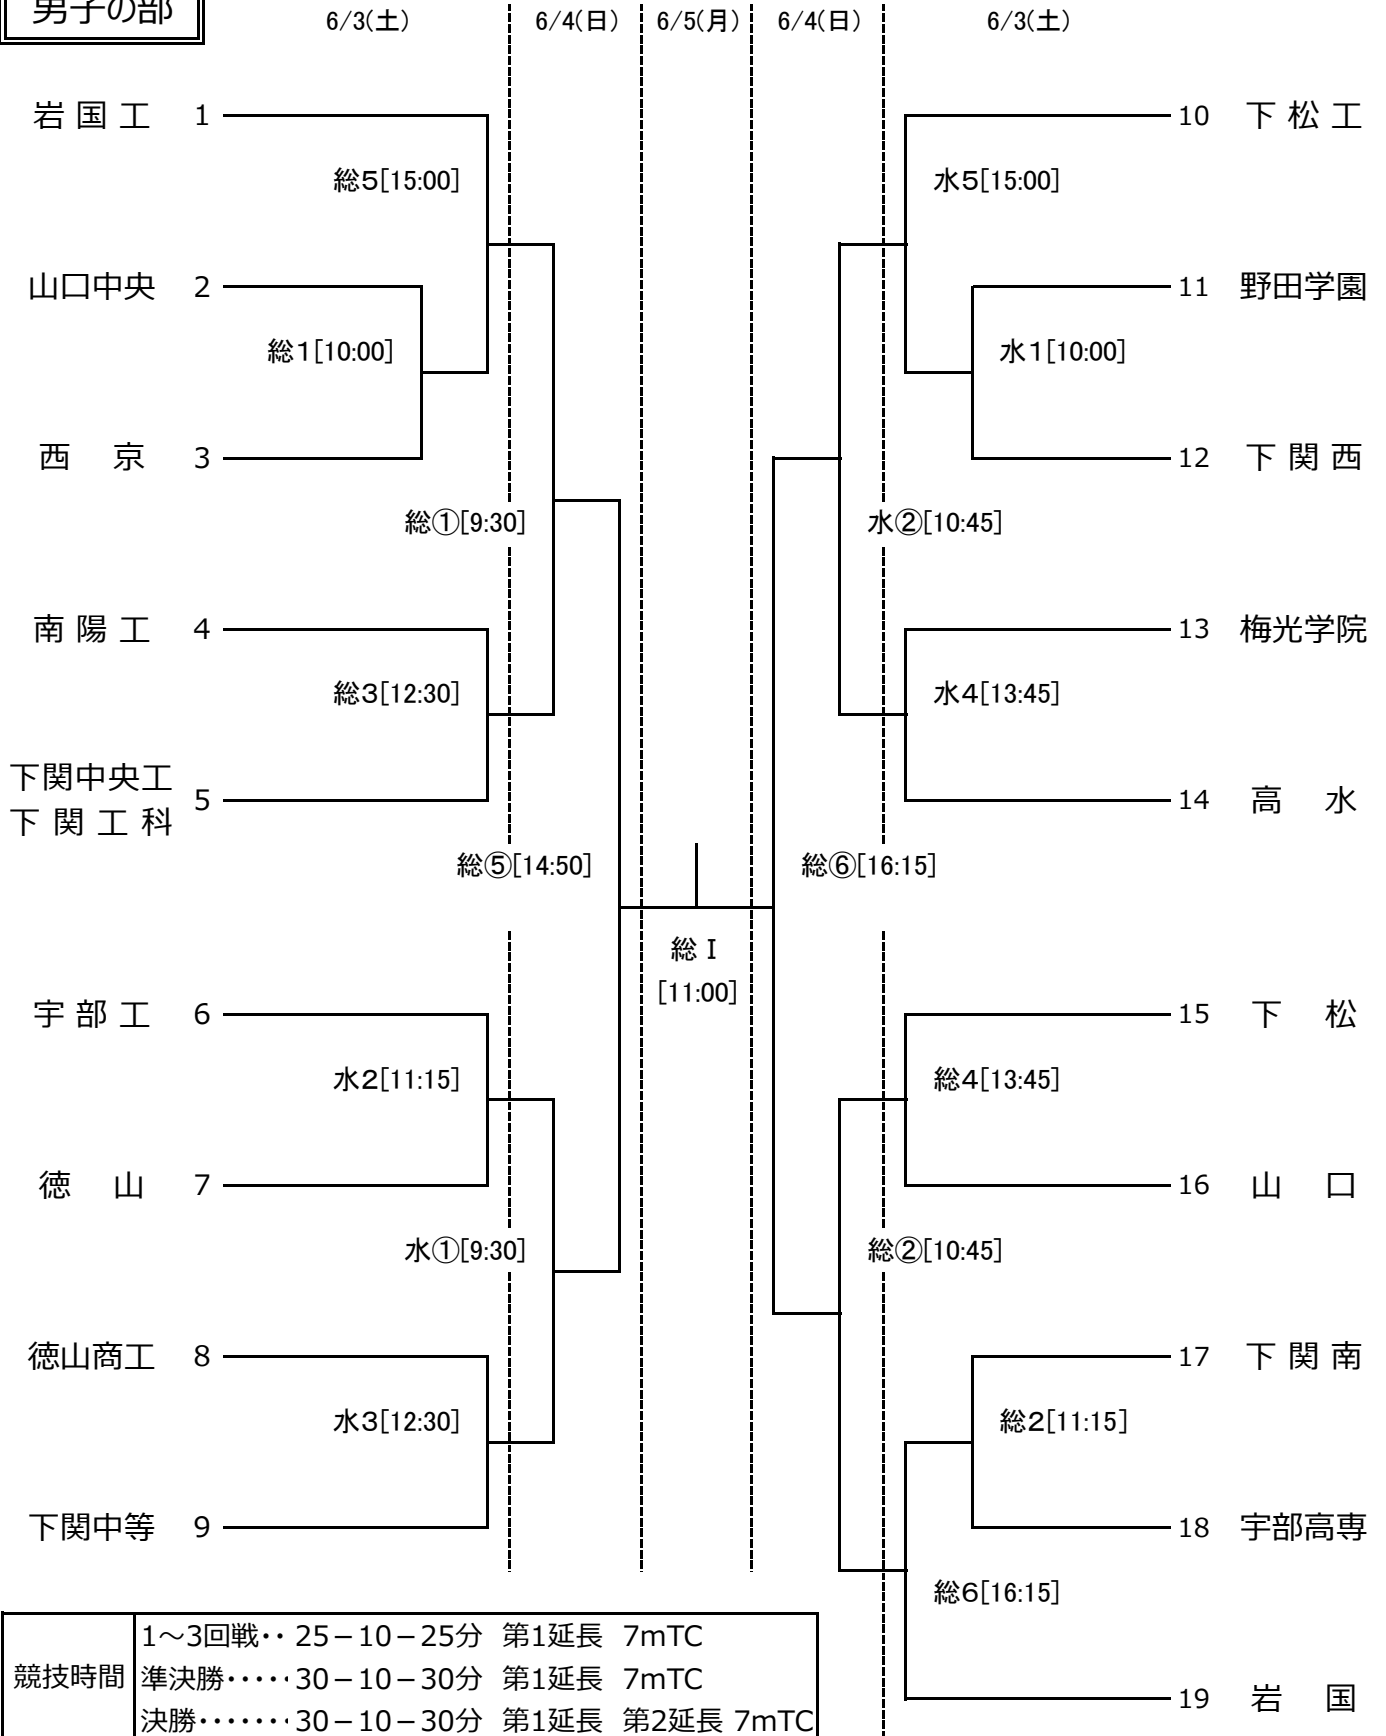 男子の部
6/3(土) 6/4(日) 6/5(月) 6/4(日) 6/3(土)
岩国工 1
総5[15:00]
山口中央 2
総1[10:00]
西 京 3
総①[9:30]
南陽工 4
総3[12:30]
下関中央工
下関工科
5
総⑤[14:50]
宇部工 6
水2[11:15]
徳 山 7
水①[9:30]
徳山商工 8
水3[12:30]
下関中等 9
総Ⅰ
[11:00]
10 下松工
水5[15:00]
11 野田学園
水1[10:00]
12 下関西
水②[10:45]
13 梅光学院
水4[13:45]
14 高 水
総⑥[16:15]
15 下 松
総4[13:45]
16 山 口
総②[10:45]
17 下関南
総2[11:15]
18 宇部高専
総6[16:15]
19 岩 国
競技時間
1～3回戦‥ 25－10－25分 第1延長 7mTC
準決勝‥‥・ 30－10－30分 第1延長 7mTC
決勝‥‥‥・ 30－10－30分 第1延長 第2延長 7mTC